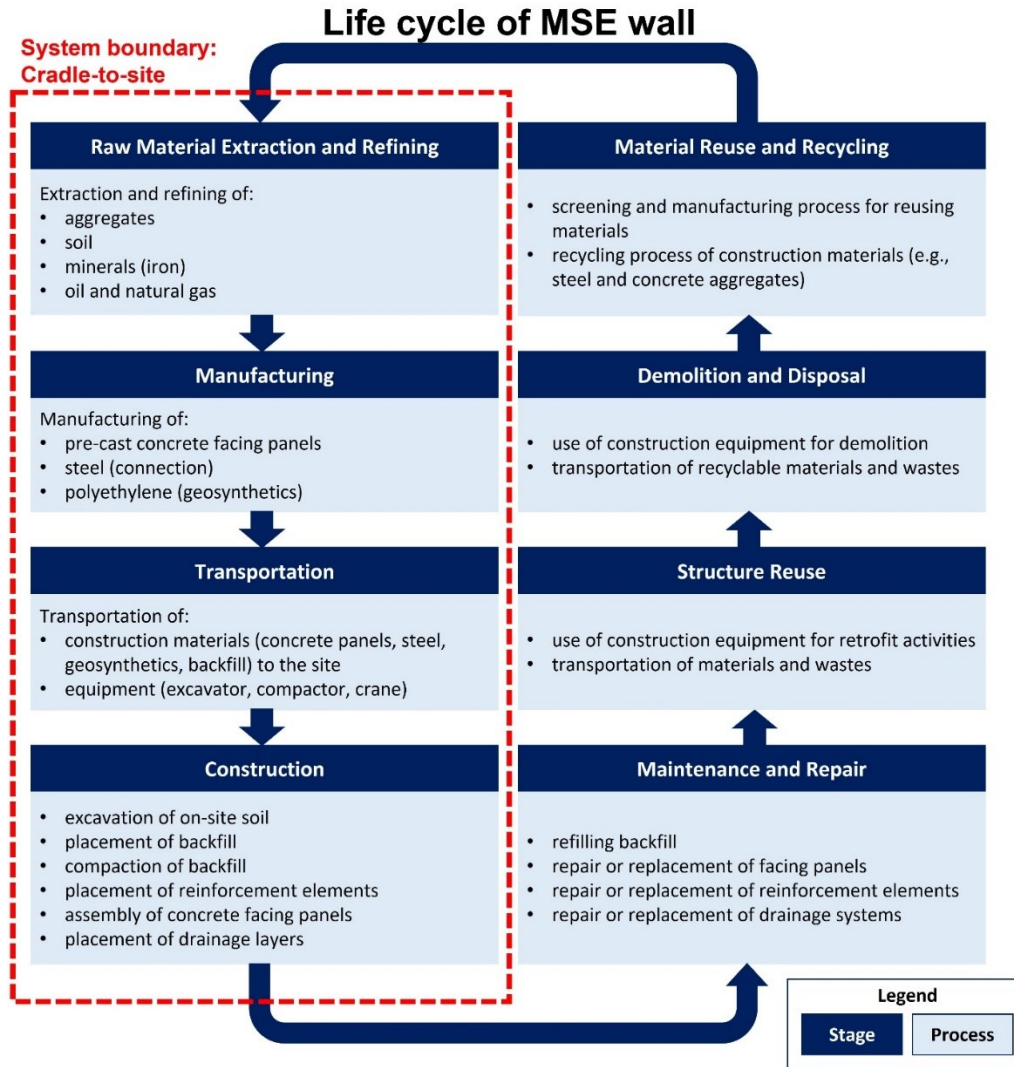 Life cycle of MSE wall
System boundary:
Cradle-to-site
Raw Material Extraction and Refining
Extraction and refining of:
• aggregates
• soil
• minerals (iron)
• oil and natural gas
Manufacturing
Manufacturing of:
• pre-cast concrete facing panels
• steel (connection)
• polyethylene (geosynthetics)
Transportation
Transportation of:
• construction materials (concrete panels, steel,
geosynthetics, backfill) to the site
• equipment (excavator, compactor, crane)
Construction
• excavation of on-site soil
• placement of backfill
• compaction of backfill
• placement of reinforcement elements
• assembly of concrete facing panels
• placement of drainage layers
Material Reuse and Recycling
• screening and manufacturing process for reusing
materials
• recycling process of construction materials (e.g.,
steel and concrete aggregates)
Demolition and Disposal
• use of construction equipment for demolition
• transportation of recyclable materials and wastes
Structure Reuse
• use of construction equipment for retrofit activities
• transportation of materials and wastes
Maintenance and Repair
• refilling backfill
• repair or replacement of facing panels
• repair or replacement of reinforcement elements
• repair or replacement of drainage systems
Legend
Stage
Process